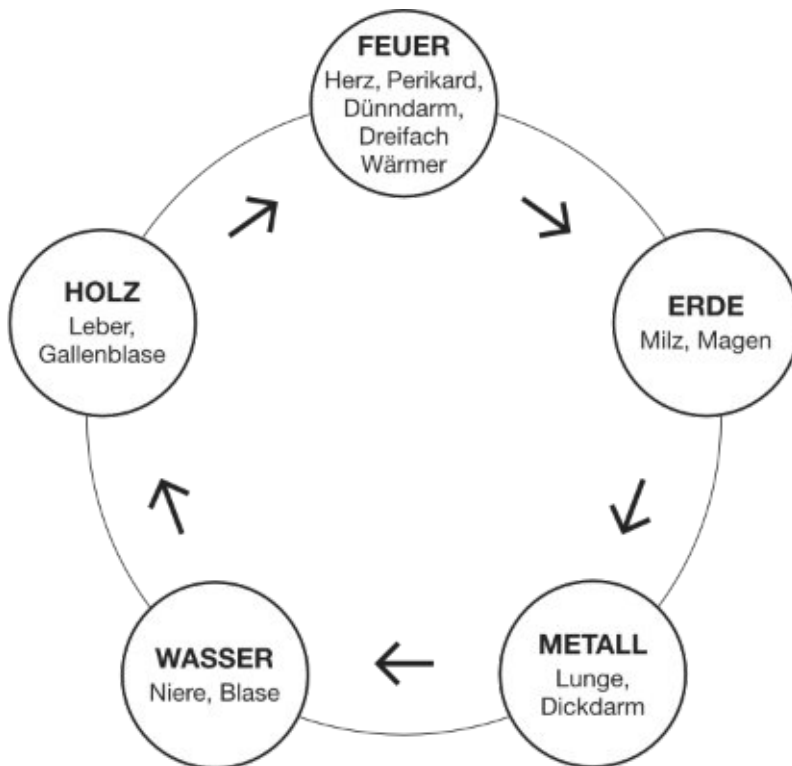 FEUER
Herz, Perikard,
Dünndarm,
Dreifach
Wärmer
HOLZ
Leber,
Gallenblase
ERDE
Milz, Magen
WASSER
Niere, Blase
METALL
Lunge,
Dickdarm